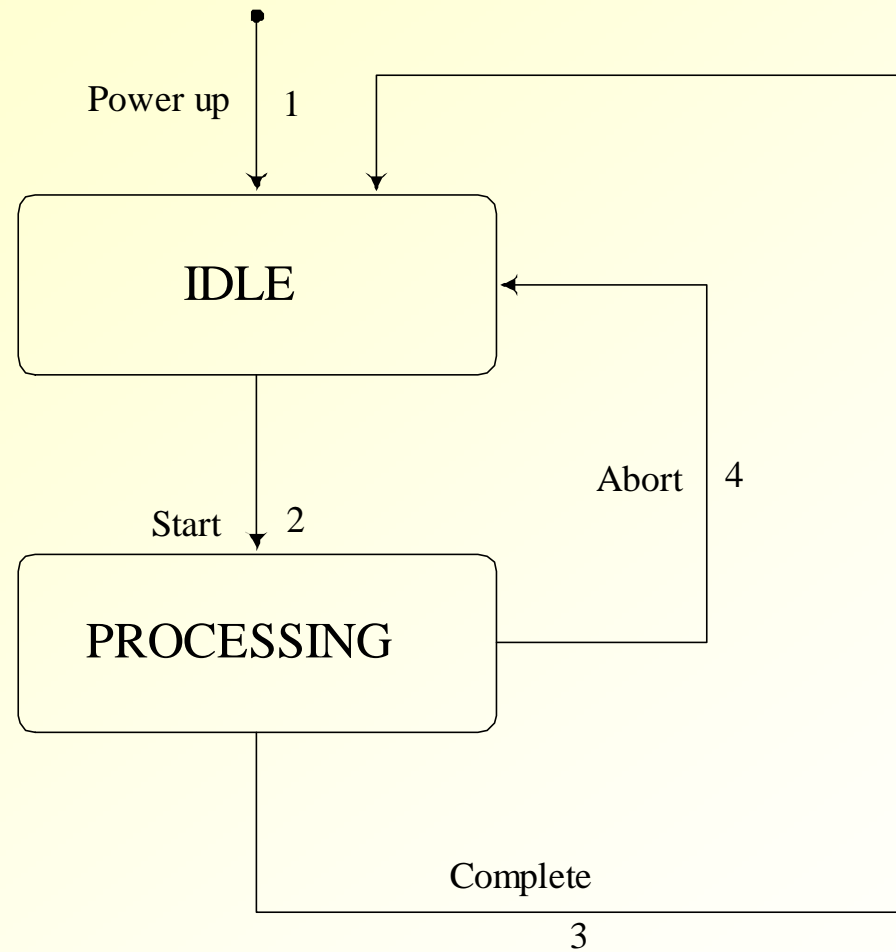 Power up 1
IDLE
Abort 4
Start 2
PROCESSING
Complete
3